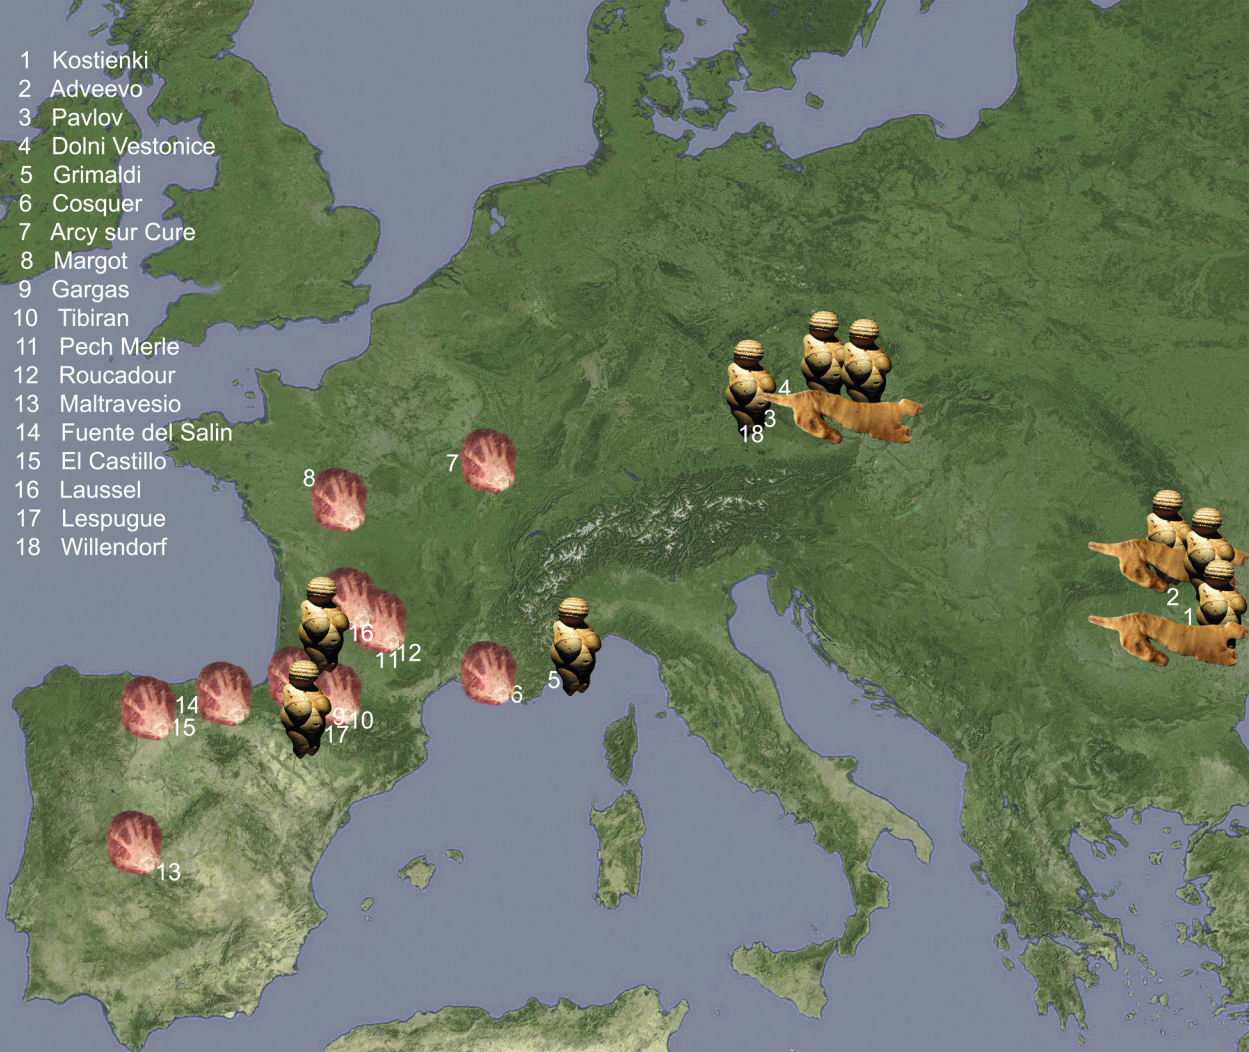 1 Kostienki
2 Adveevo
3 Pavlov
4 Dolni Vestonice
5 Grimaldi
6 Cosquer
7 Arcy sur Cure
8 Margot
9 Gargas
10 Tibiran
11 Pech Merle
12 Roucadour
13 Maltravesio
14 Fuente del Salin
15 El Castillo
16 Laussel
17 Lespugue
18 Willendorf
4
3
18
7
8
2
1
16
11 12
5
6
14
15
9 10
17
13